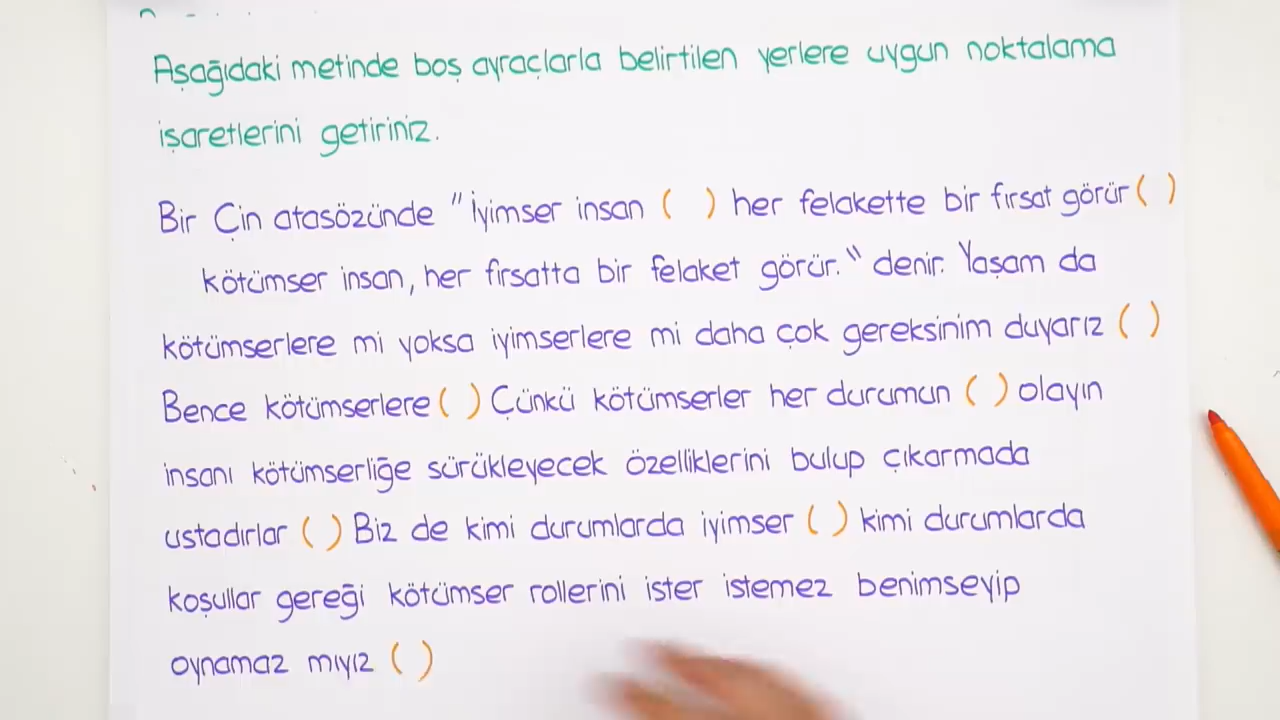 Aşağıdaki metinde boş ayraçlarla belirtilen yerlere uygun noktalama
işaretlerini getiriniz.
Bir Çin atasözünde "İyimser insan ( ) her felakette bir fırsat görür ( )
kötümser insan, her fırsatta bir felaket görür." denir. Yaşam da
kötümserlere mi yoksa iyimserlere mi daha çok gereksinim duyarız ( )
Bence kötümserlere ( ) Çünkü kötümserler her durumun ( ) olayın
insanı kötümserliğe sürükleyecek özelliklerini bulup çıkarmada
ustadırlar ( ) Biz de kimi durumlarda iyimser ( ) kimi durumlarda
koşullar gereği kötümser rollerini ister istemez benimseyip
oynamaz mıyız ( )